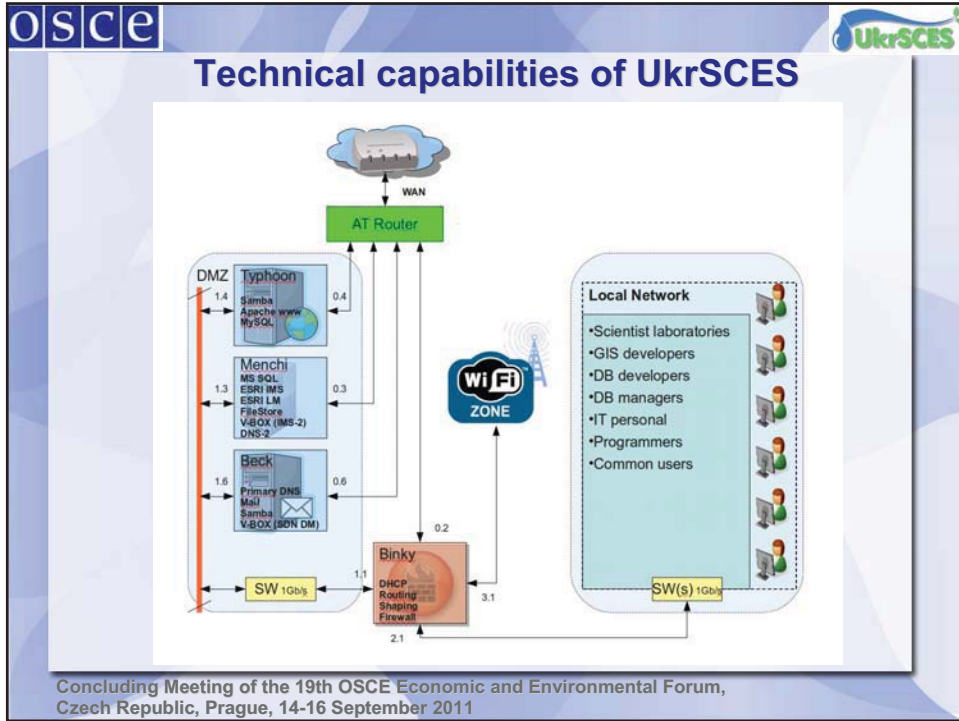 OSCE
UkrSCES
Technical capabilities of UkrSCES
WAN
AT Router
DMZ
Typhoon
1.4
0.4
Samba
Apache www
MySQL
Menchi
1.3
0.3
MS SQL
ESRI IMS
ESRI LM
FileStore
V-BOX (IMS-2)
DNS-2
Beck
1.6
0.6
Primary DNS
Mail
Samba
V-BOX (SDN DM)
SW 1Gb/s
1.1
0.2
Binky
DHCP
Routing
Shaping
Firewall
3.1
2.1
Wi Fi
ZONE
Local Network
•Scientist laboratories
•GIS developers
•DB developers
•DB managers
•IT personal
•Programmers
•Common users
SW(s) 1Gb/s
Concluding Meeting of the 19th OSCE Economic and Environmental Forum,
Czech Republic, Prague, 14-16 September 2011